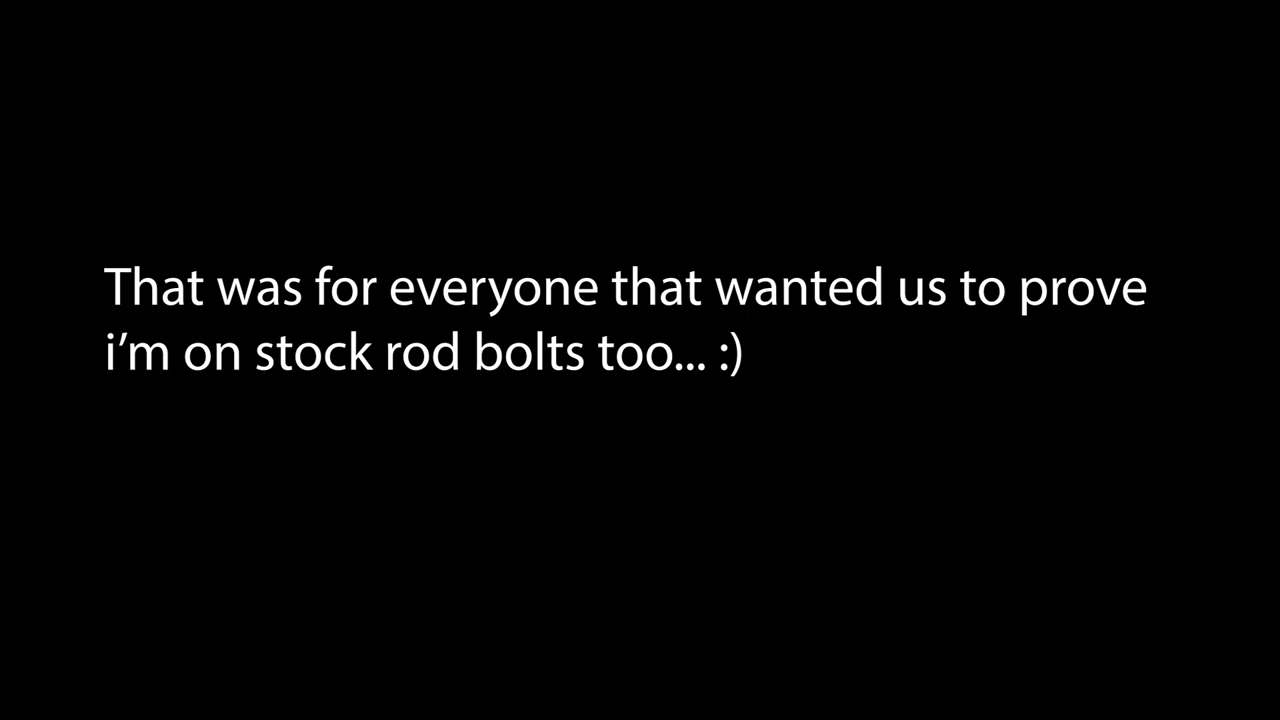 That was for everyone that wanted us to prove
i’m on stock rod bolts too... :)